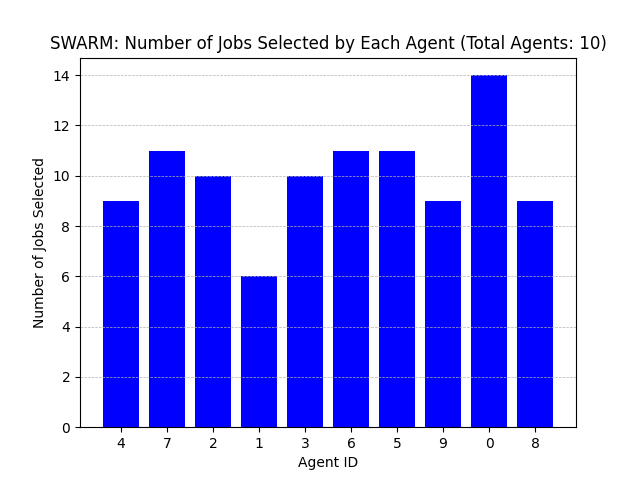 SWARM: Number of Jobs Selected by Each Agent (Total Agents: 10)
14
12
10
8
6
4
2
0
Number of Jobs Selected
4 7 2 1 3 6 5 9 0 8
Agent ID